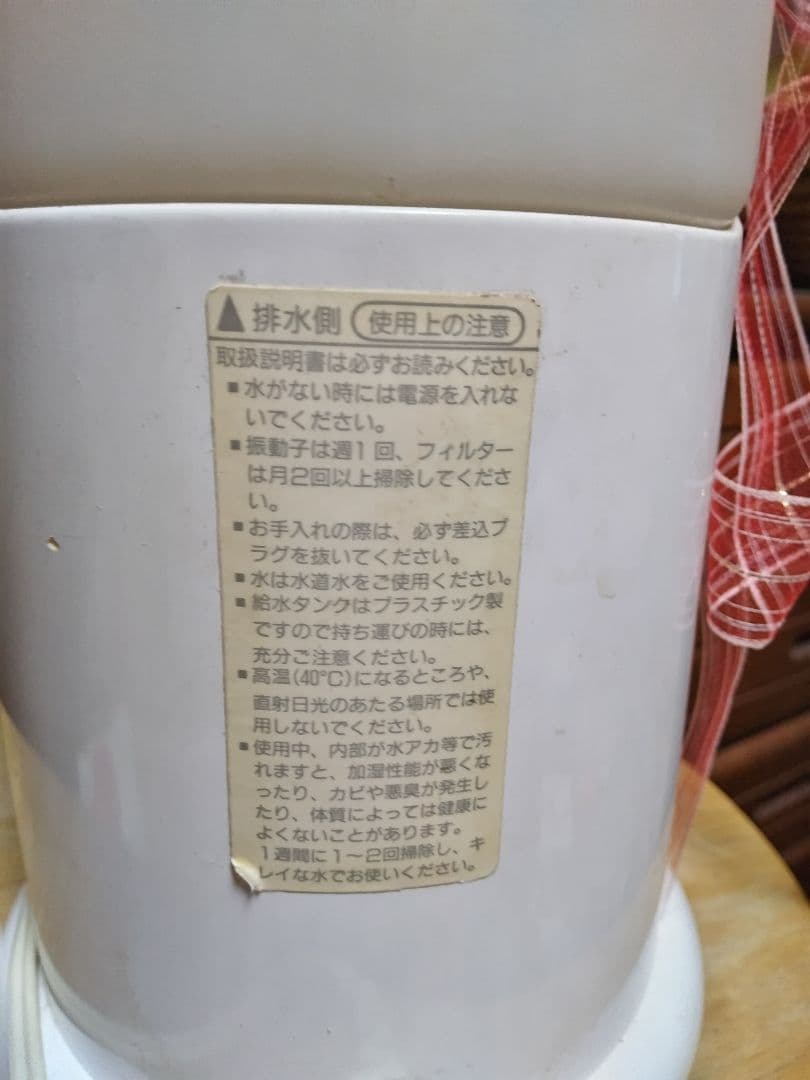 ▲排水側 使用上の注意
取扱説明書は必ずお読みください。
■水がない時には電源を入れな
いでください。
■振動子は週1回、フィルター
は月2回以上掃除してくださ
い。
■お手入れの際は、必ず差込プ
ラグを抜いてください。
■水は水道水をご使用ください。
■給水タンクはプラスチック製
ですので持ち運びの時には、
充分ご注意ください。
■高温(40℃)になるところや、
直射日光のあたる場所では使
用しないでください。
■使用中、内部が水アカ等で汚
れますと、加湿性能が悪くな
ったり、カビや悪臭が発生し
たり、体質によっては健康に
よくないことがあります。
1週間に1〜2回掃除し、キ
レイな水でお使いください。